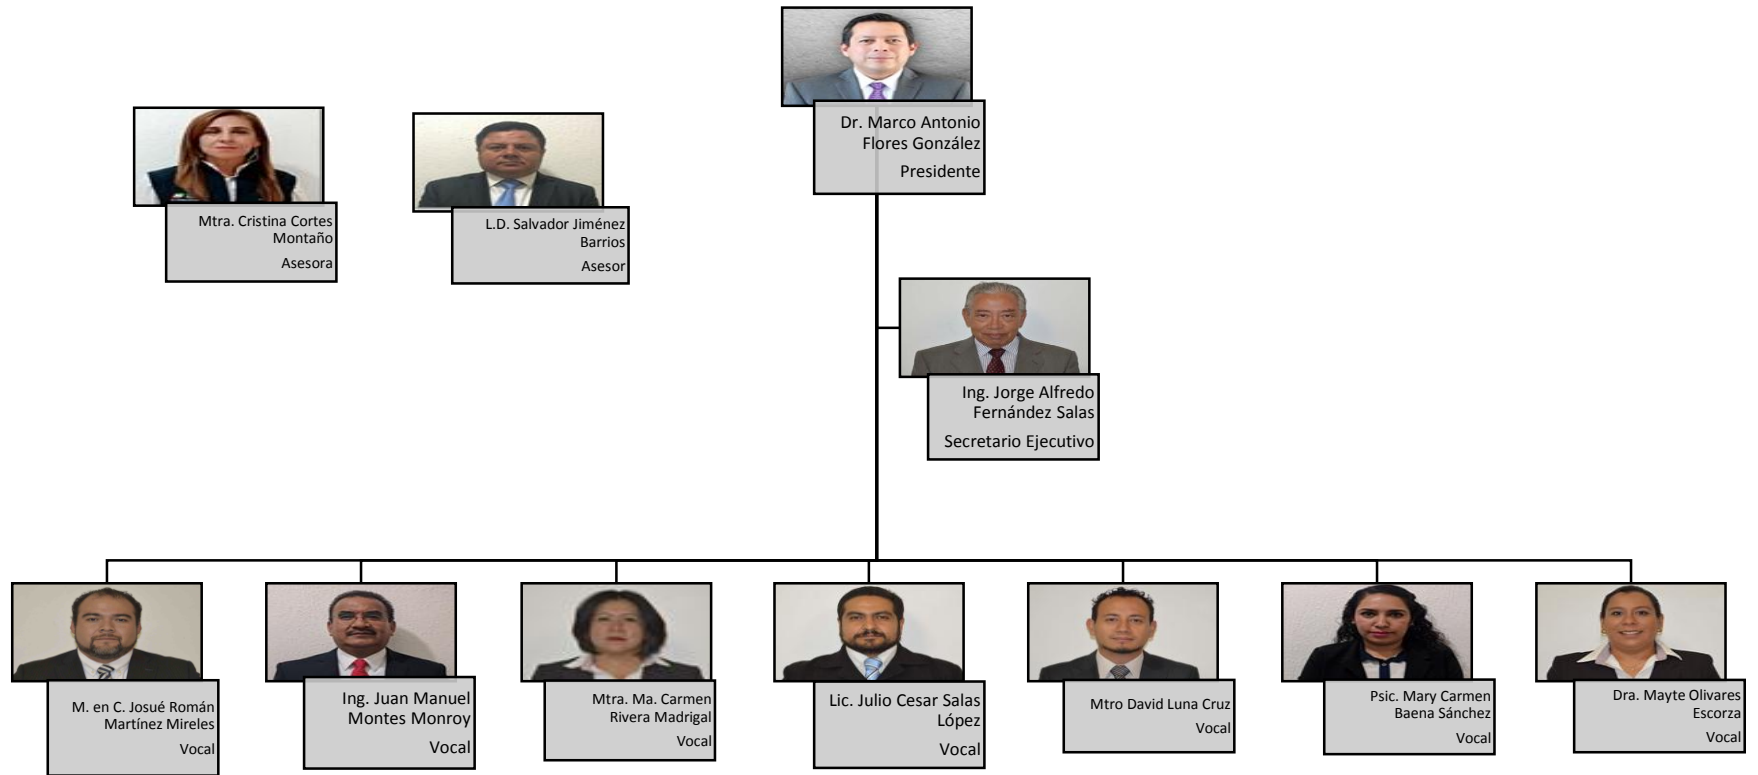 Dr. Marco Antonio
Flores González
Presidente
Mtra. Cristina Cortes
Montaño
Asesora
L.D. Salvador Jiménez
Barrios
Asesor
Ing. Jorge Alfredo
Fernández Salas
Secretario Ejecutivo
M. en C. Josué Román
Martínez Mireles
Vocal
Ing. Juan Manuel
Montes Monroy
Vocal
Mtra. Ma. Carmen
Rivera Madrigal
Vocal
Lic. Julio Cesar Salas
López
Vocal
Mtro David Luna Cruz
Vocal
Psic. Mary Carmen
Baena Sánchez
Vocal
Dra. Mayte Olivares
Escorza
Vocal